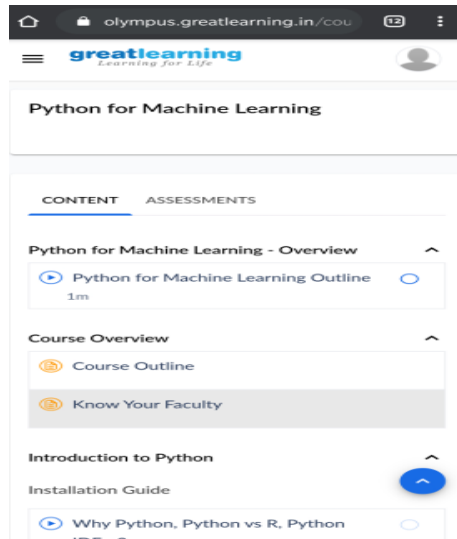 olympus.greatlearning.in/cou
12
greatlearning
Learning for Life
Python for Machine Learning
CONTENT ASSESSMENTS
Python for Machine Learning - Overview
Python for Machine Learning Outline
1m
Course Overview
Course Outline
Know Your Faculty
Introduction to Python
Installation Guide
Why Python, Python vs R, Python